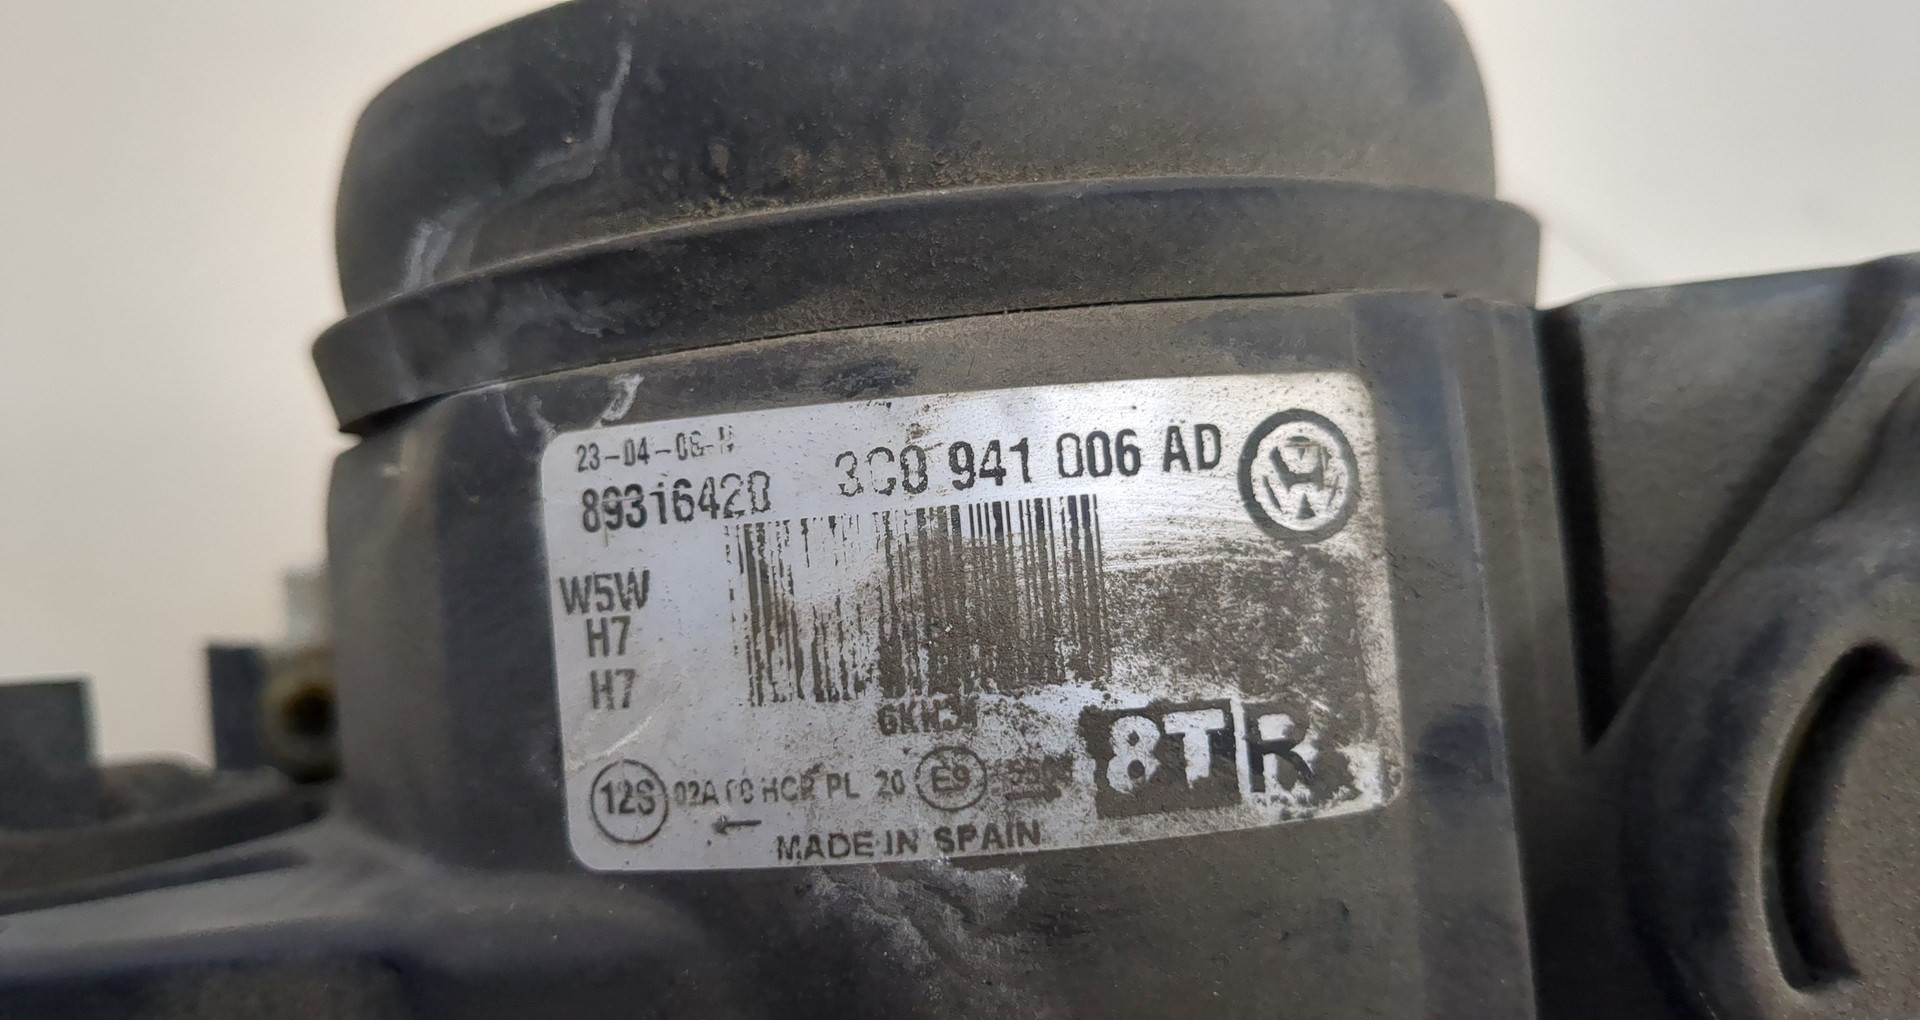 23-04-08-N
89316420 3C0 941 006 AD
W5W
H7
H7
8TR
12S 02A HCR PL 20 E9
←
MADE IN SPAIN